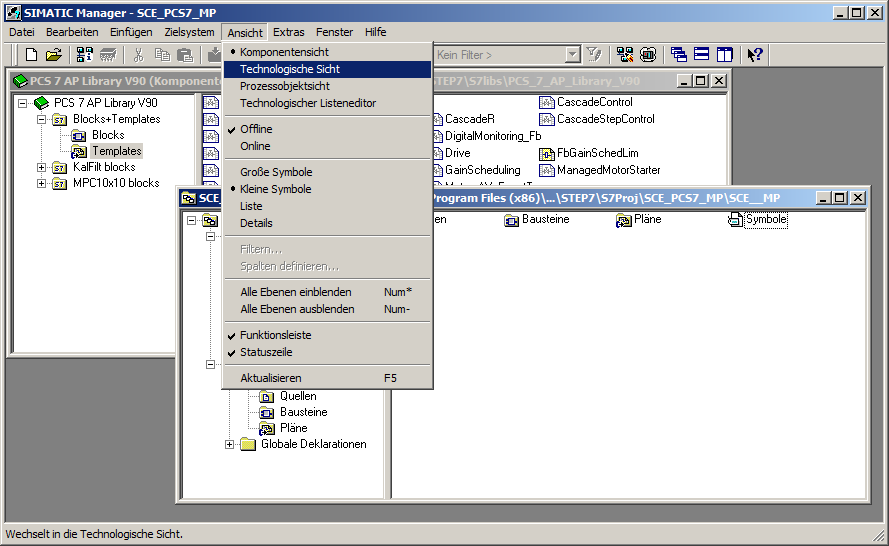 SIMATIC Manager - SCE_PCS7_MP
Datei Bearbeiten Einfügen Zielsystem Ansicht Extras Fenster Hilfe
Kein Filter >
PCS 7 AP Library V90 (Kompone
STEP7\S7libs\PCS_7_AP_Library_V90
PCS 7 AP Library V90
Blocks+Templates
Blocks
Templates
KalFilt blocks
MPC10x10 blocks
CascadeControl
CascadeR
CascadeStepControl
DigitalMonitoring_Fb
Drive
FbGainSchedLim
GainScheduling
ManagedMotorStarter
Komponentensicht
Technologische Sicht
Prozessobjektsicht
Technologischer Listeneditor
Offline
Online
Große Symbole
Kleine Symbole
Liste
Details
Filtern...
Spalten definieren...
Alle Ebenen einblenden Num*
Alle Ebenen ausblenden Num-
Funktionsleiste
Statuszeile
Aktualisieren F5
SCE_
Program Files (x86)\...\STEP7\S7Proj\SCE_PCS7_MP\SCE__MP
en
Bausteine
Pläne
Symbole
Quellen
Bausteine
Pläne
Globale Deklarationen
Wechselt in die Technologische Sicht.